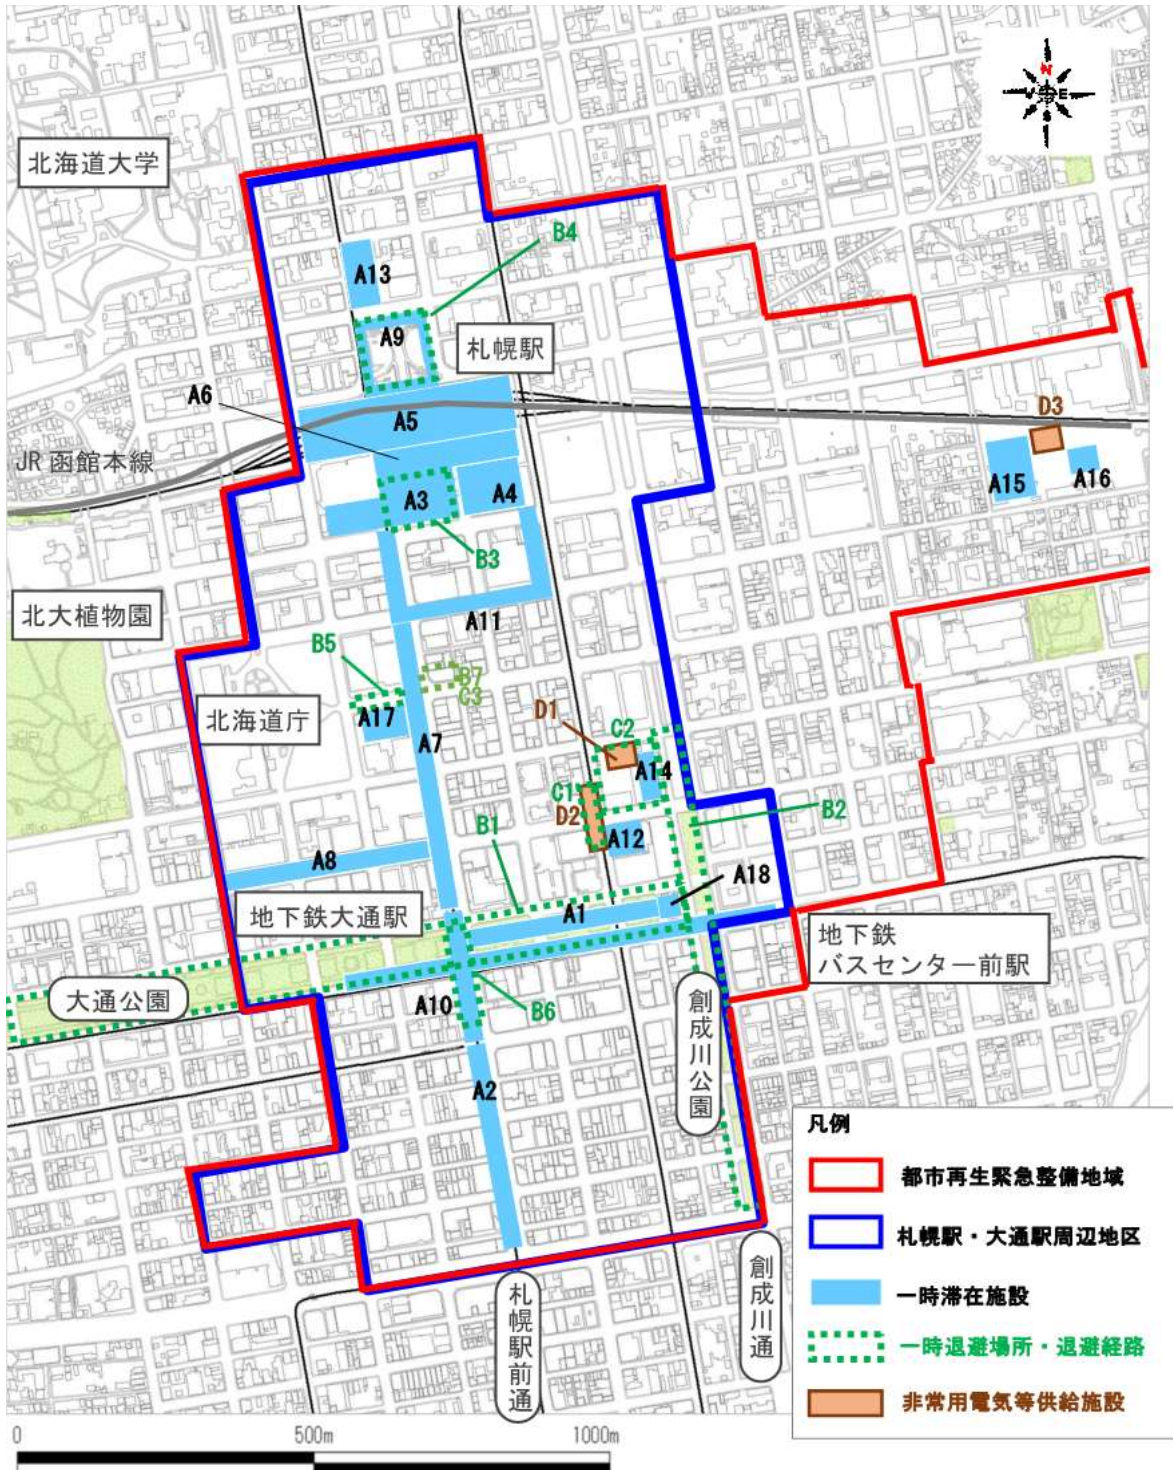 N
E
S
北海道大学
B4
A13
A9
札幌駅
A6
A5
D3
JR 函館本線
A3
A4
A15
A16
B3
北大植物園
A11
B5
B7
C3
北海道庁
A17
A7
D1
C2
A14
C1
D2
B1
B2
A12
A8
A18
地下鉄大通駅
A1
地下鉄
バスセンター前駅
大通公園
A10
B6
創成川公園
A2
凡例
都市再生緊急整備地域
札幌駅・大通駅周辺地区
一時滞在施設
一時退避場所・退避経路
非常用電気等供給施設
札幌駅前通
創成川通
0 500m 1000m